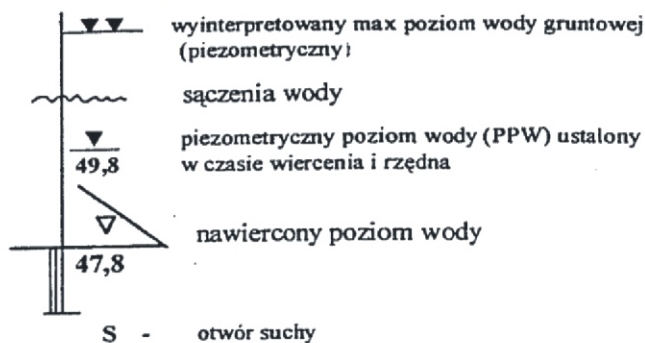 wyinterpretowany max poziom wody gruntowej
(piezometryczny)
sączenia wody
piezometryczny poziom wody (PPW) ustalony
49,8 w czasie wiercenia i rzędna
nawiercony poziom wody
47,8
S - otwór suchy